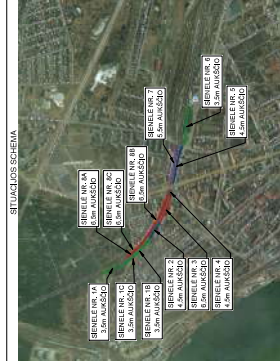 SITUACIJOS SCHEMA
SIENELĖ NR. 1A
3.5m AUKŠČIO
SIENELĖ NR. 1C
3.5m AUKŠČIO
SIENELĖ NR. 1B
3.5m AUKŠČIO
SIENELĖ NR. 2
4.5m AUKŠČIO
SIENELĖ NR. 3
6.5m AUKŠČIO
SIENELĖ NR. 4
4.5m AUKŠČIO
SIENELĖ NR. 8A
6.5m AUKŠČIO
SIENELĖ NR. 8C
6.5m AUKŠČIO
SIENELĖ NR. 8B
6.5m AUKŠČIO
SIENELĖ NR. 7
5.5m AUKŠČIO
SIENELĖ NR. 6
3.5m AUKŠČIO
SIENELĖ NR. 5
4.5m AUKŠČIO